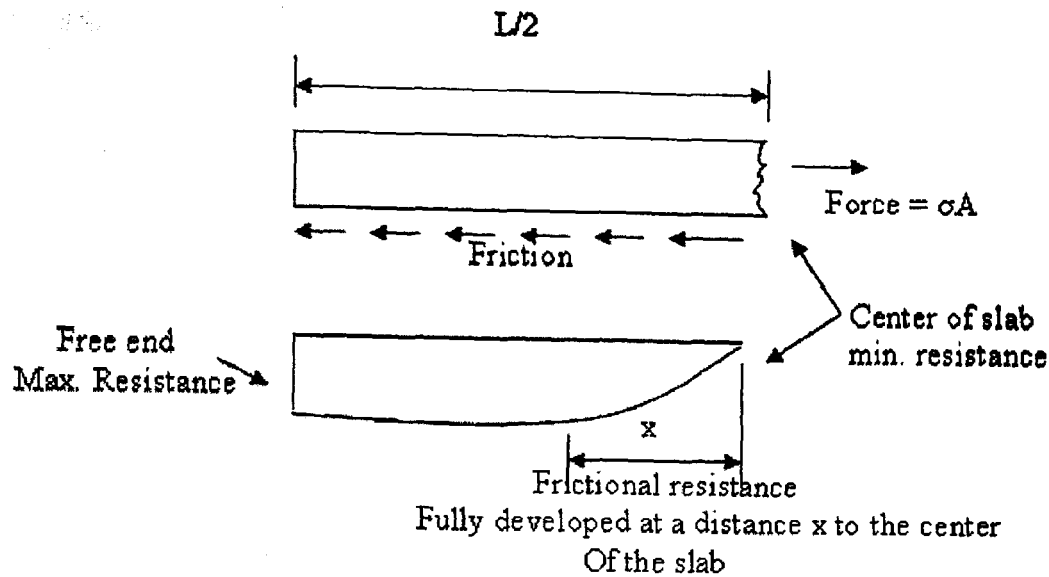 L/2
Force = σA
Friction
Center of slab
min. resistance
Free end
Max. Resistance
x
Frictional resistance
Fully developed at a distance x to the center
Of the slab